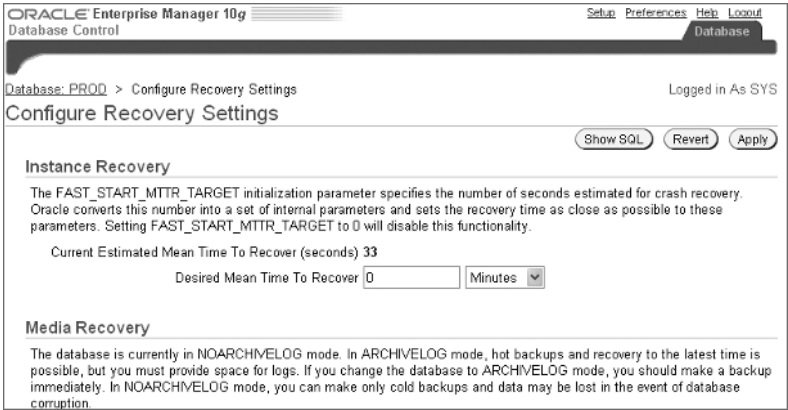 ORACLE Enterprise Manager 10g
Setup Preferences Help Logout
Database Control
Database
Database: PROD > Configure Recovery Settings
Logged in As SYS
Configure Recovery Settings
Show SQL Revert Apply
Instance Recovery
The FAST_START_MTTR_TARGET initialization parameter specifies the number of seconds estimated for crash recovery.
Oracle converts this number into a set of internal parameters and sets the recovery time as close as possible to these
parameters. Setting FAST_START_MTTR_TARGET to 0 will disable this functionality.
Current Estimated Mean Time To Recover (seconds) 33
Desired Mean Time To Recover 0 Minutes
Media Recovery
The database is currently in NOARCHIVELOG mode. In ARCHIVELOG mode, hot backups and recovery to the latest time is
possible, but you must provide space for logs. If you change the database to ARCHIVELOG mode, you should make a backup
immediately. In NOARCHIVELOG mode, you can make only cold backups and data may be lost in the event of database
corruption.